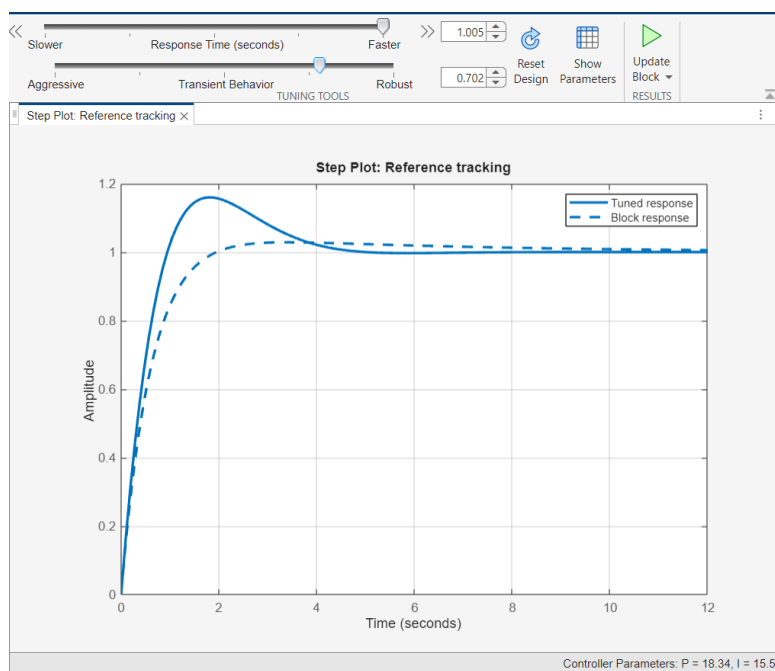 Slower Response Time (seconds) Faster 1.005
Aggressive Transient Behavior Robust 0.702
Reset Design
Show Parameters
Update Block
TUNING TOOLS RESULTS
Step Plot: Reference tracking
Step Plot: Reference tracking
Tuned response
Block response
1.2
1
0.8
0.6
0.4
0.2
0
Amplitude
0 2 4 6 8 10 12
Time (seconds)
Controller Parameters: P = 18.34, I = 15.5